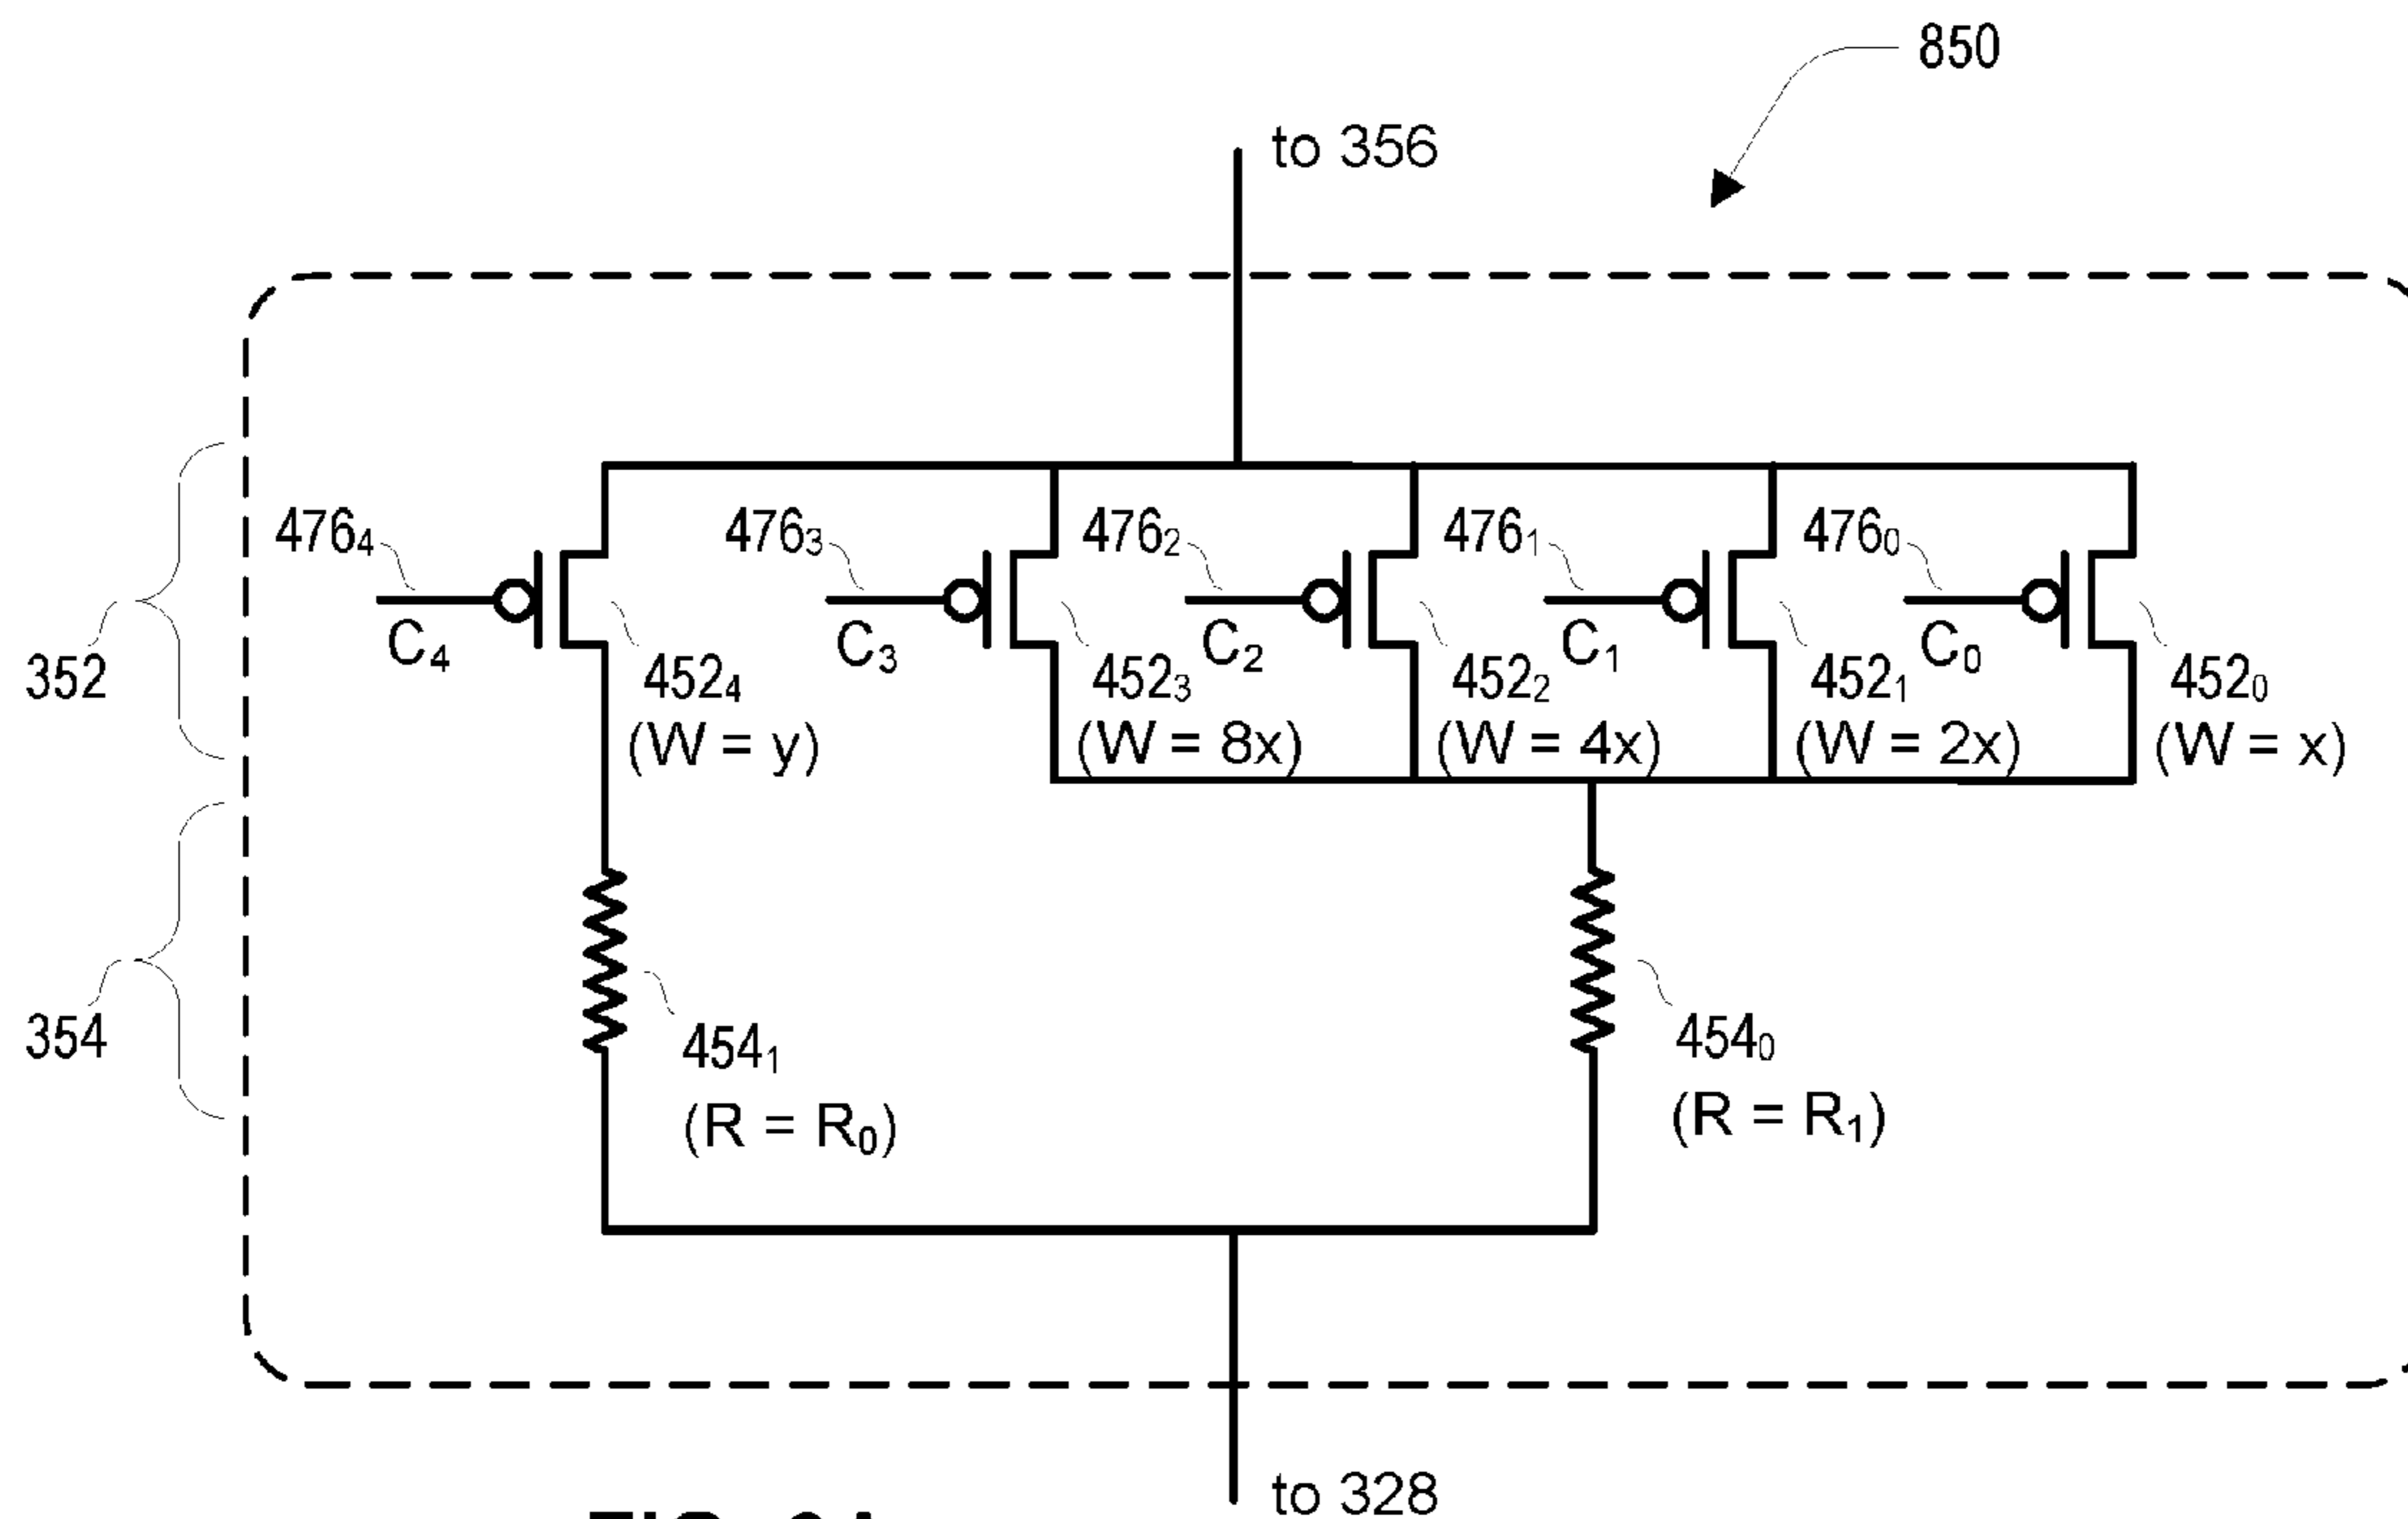 850
to 356
476₄ 476₃ 476₂ 476₁ 476₀
C₄ C₃ C₂ C₁ C₀
352
452₄ 452₃ 452₂ 452₁ 452₀
(W = y) (W = 8x) (W = 4x) (W = 2x) (W = x)
354
454₁ 454₀
(R = R₀) (R = R₁)
to 328